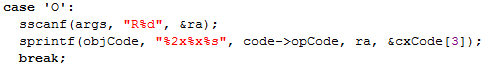 case 'O':
sscanf(args, "R%d", &ra);
sprintf(objCode, "%2x%x%s", code->opCode, ra, &cxCode[3]);
break;